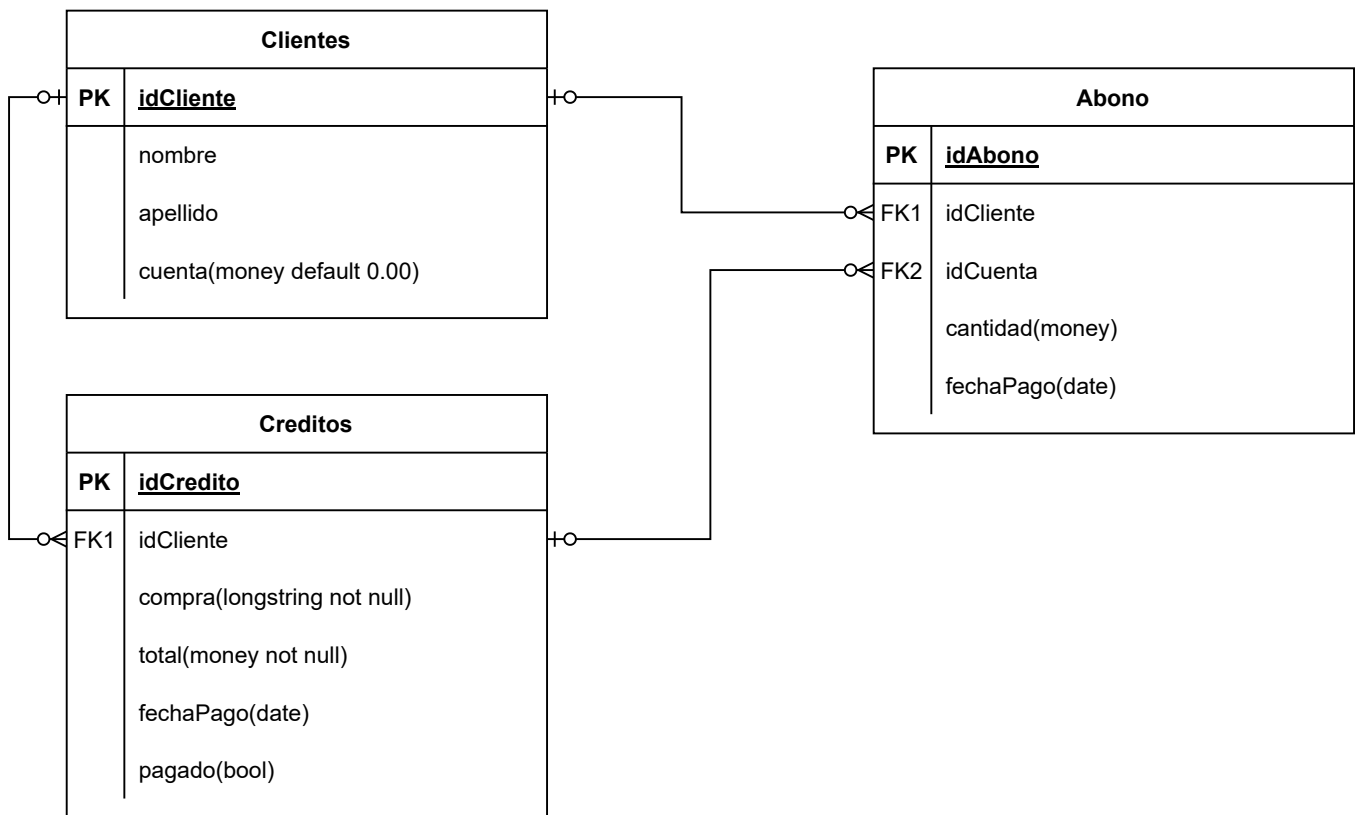 Clientes
PK idCliente
nombre
apellido
cuenta(money default 0.00)
Abono
PK idAbono
FK1 idCliente
FK2 idCuenta
cantidad(money)
fechaPago(date)
Creditos
PK idCredito
FK1 idCliente
compra(longstring not null)
total(money not null)
fechaPago(date)
pagado(bool)